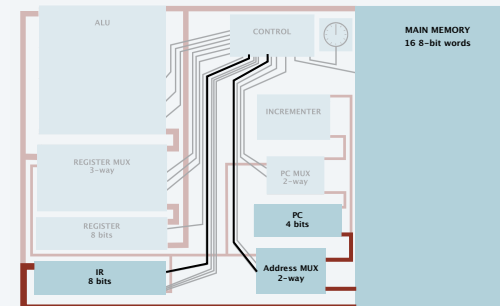 ALU
CONTROL
MAIN MEMORY
16 8-bit words
INCREMENTER
REGISTER MUX
3-way
PC MUX
2-way
REGISTER
8 bits
PC
4 bits
IR
8 bits
Address MUX
2-way